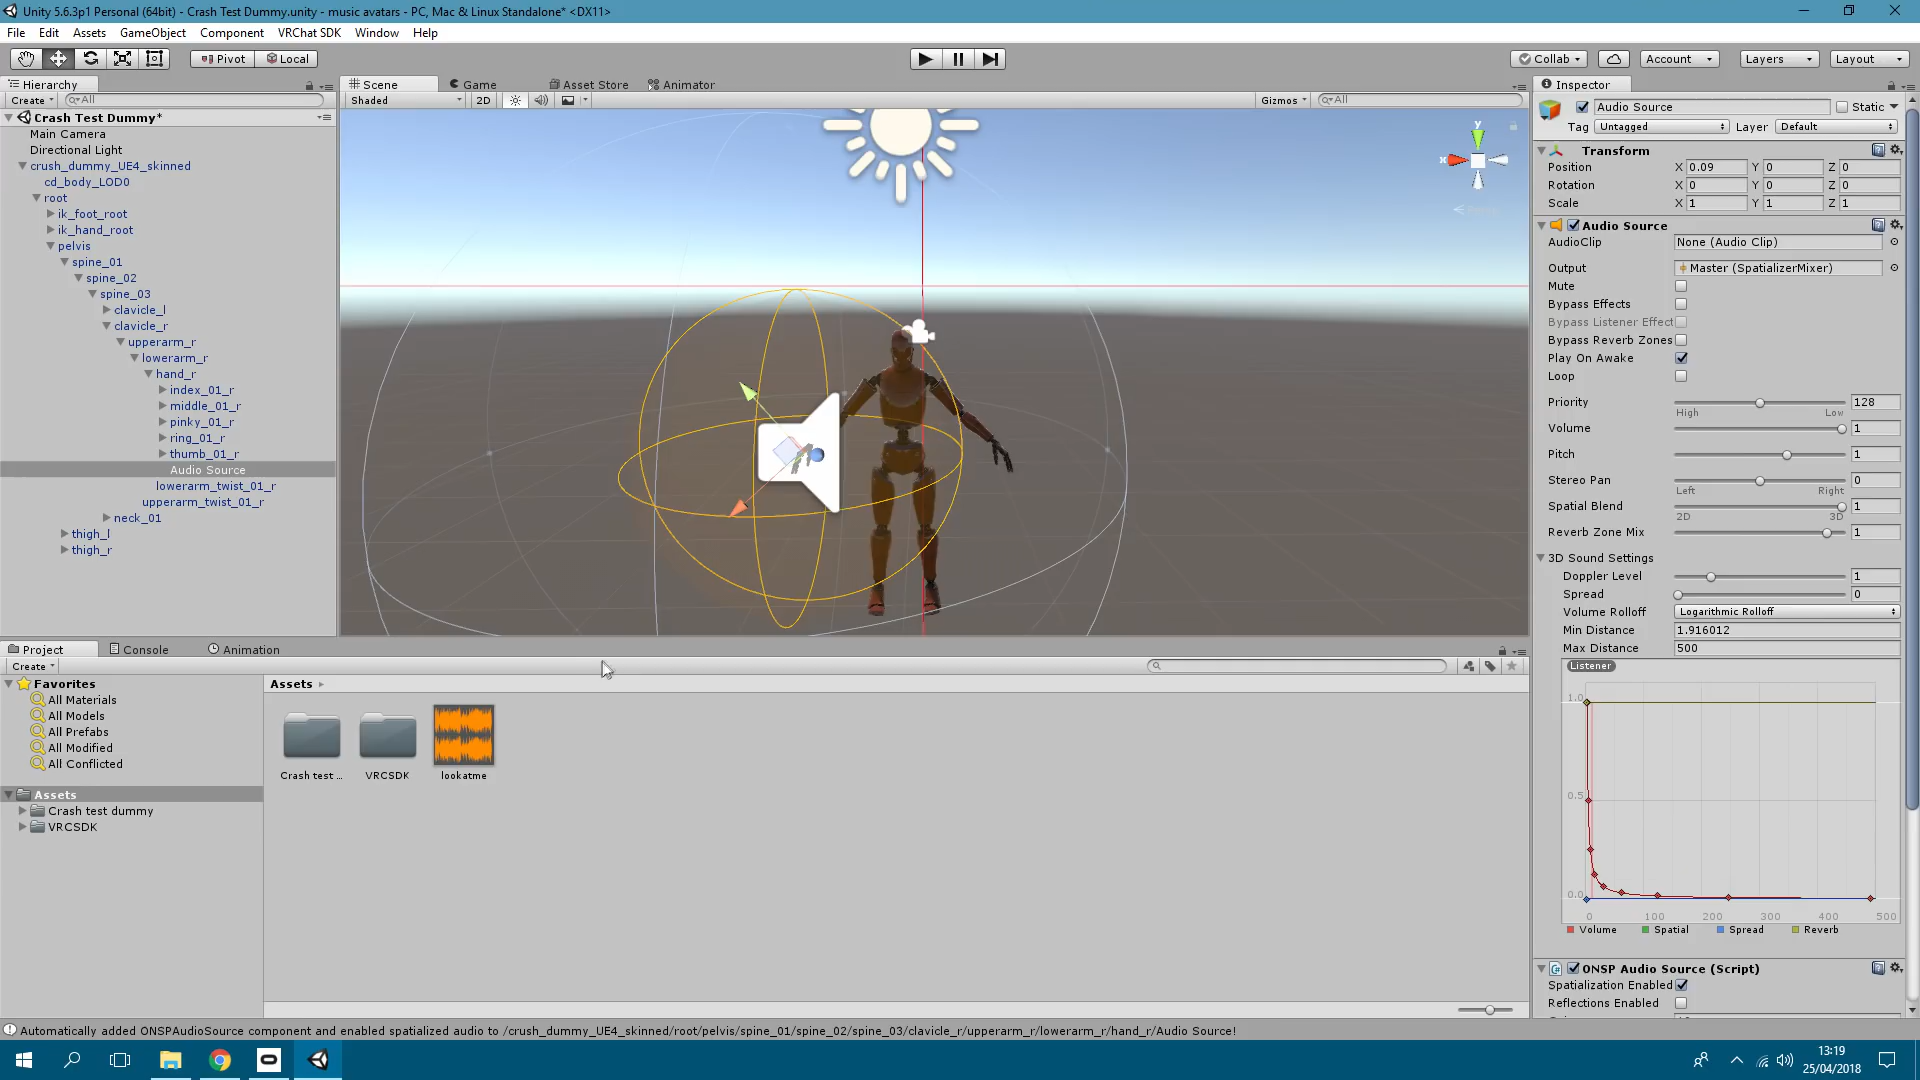 Unity 5.6.3p1 Personal (64bit) - Crash Test Dummy.unity - music avatars - PC, Mac & Linux Standalone* <DX11>
File Edit Assets GameObject Component VRChat SDK Window Help
Pivot Local Collab Account Layers Layout
Hierarchy
Create All
Crash Test Dummy*
Main Camera
Directional Light
crush_dummy_UE4_skinned
cd_body_LOD0
root
ik_foot_root
ik_hand_root
pelvis
spine_01
spine_02
spine_03
clavicle_l
clavicle_r
upperarm_r
lowerarm_r
hand_r
index_01_r
middle_01_r
pinky_01_r
ring_01_r
thumb_01_r
Audio Source
lowerarm_twist_01_r
upperarm_twist_01_r
neck_01
thigh_l
thigh_r
Scene Game Asset Store Animator
Shaded 2D Gizmos All
y
x
Inspector
Audio Source Static
Tag Untagged Layer Default
Transform
Position X 0.09 Y 0 Z 0
Rotation X 0 Y 0 Z 0
Scale X 1 Y 1 Z 1
Audio Source
AudioClip None (Audio Clip)
Output Master (SpatializerMixer)
Mute
Bypass Effects
Bypass Listener Effect
Bypass Reverb Zones
Play On Awake
Loop
Priority 128
High Low
Volume 1
Pitch 1
Stereo Pan 0
Left Right
Spatial Blend 1
2D 3D
Reverb Zone Mix 1
3D Sound Settings
Doppler Level 1
Spread 0
Volume Rolloff Logarithmic Rolloff
Min Distance 1.916012
Max Distance 500
Listener
1.0
0.5
0.0
0 100 200 300 400 500
Volume Spatial Spread Reverb
ONSP Audio Source (Script)
Spatialization Enabled
Reflections Enabled
Project Console Animation
Create
Favorites
All Materials
All Models
All Prefabs
All Modified
All Conflicted
Assets
Crash test dummy
VRCSDK
Assets
Crash test ... VRCSDK lookatme
Automatically added ONSPAudioSource component and enabled spatialized audio to /crush_dummy_UE4_skinned/root/pelvis/spine_01/spine_02/spine_03/clavicle_r/upperarm_r/lowerarm_r/hand_r/Audio Source!
13:19
25/04/2018